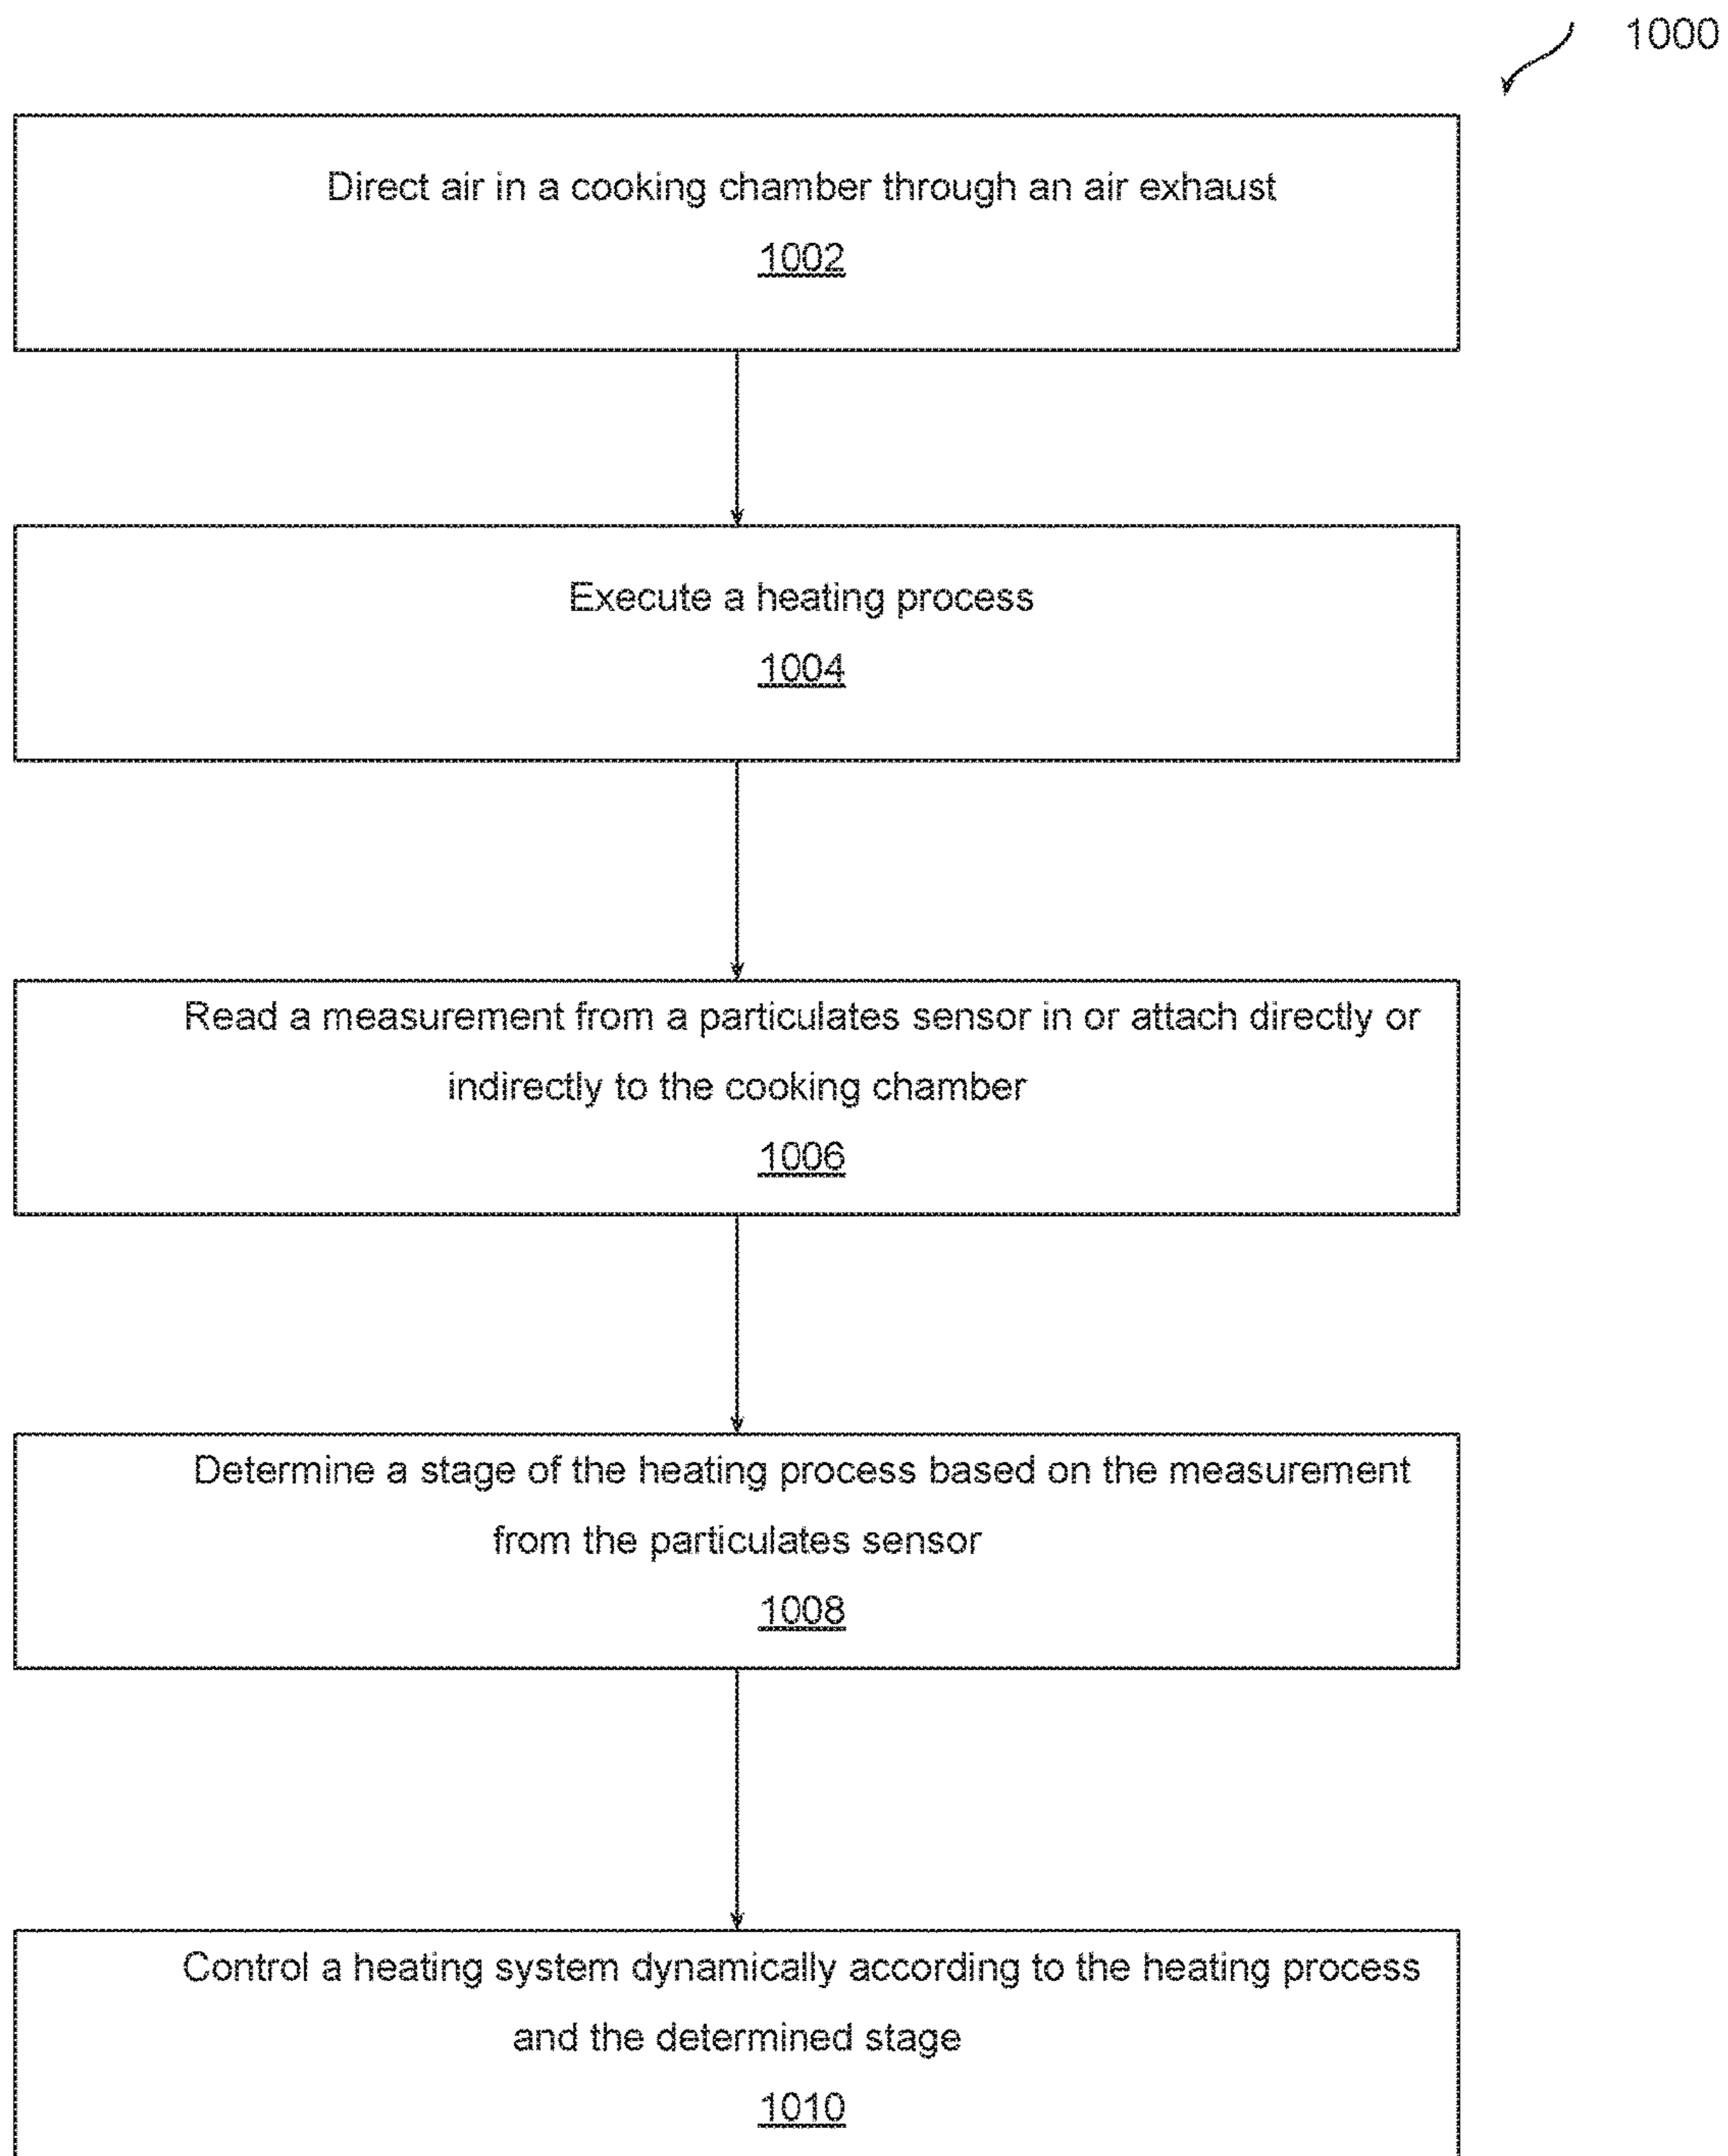 1000
Direct air in a cooking chamber through an air exhaust
1002
Execute a heating process
1004
Read a measurement from a particulates sensor in or attach directly or
indirectly to the cooking chamber
1006
Determine a stage of the heating process based on the measurement
from the particulates sensor
1008
Control a heating system dynamically according to the heating process
and the determined stage
1010